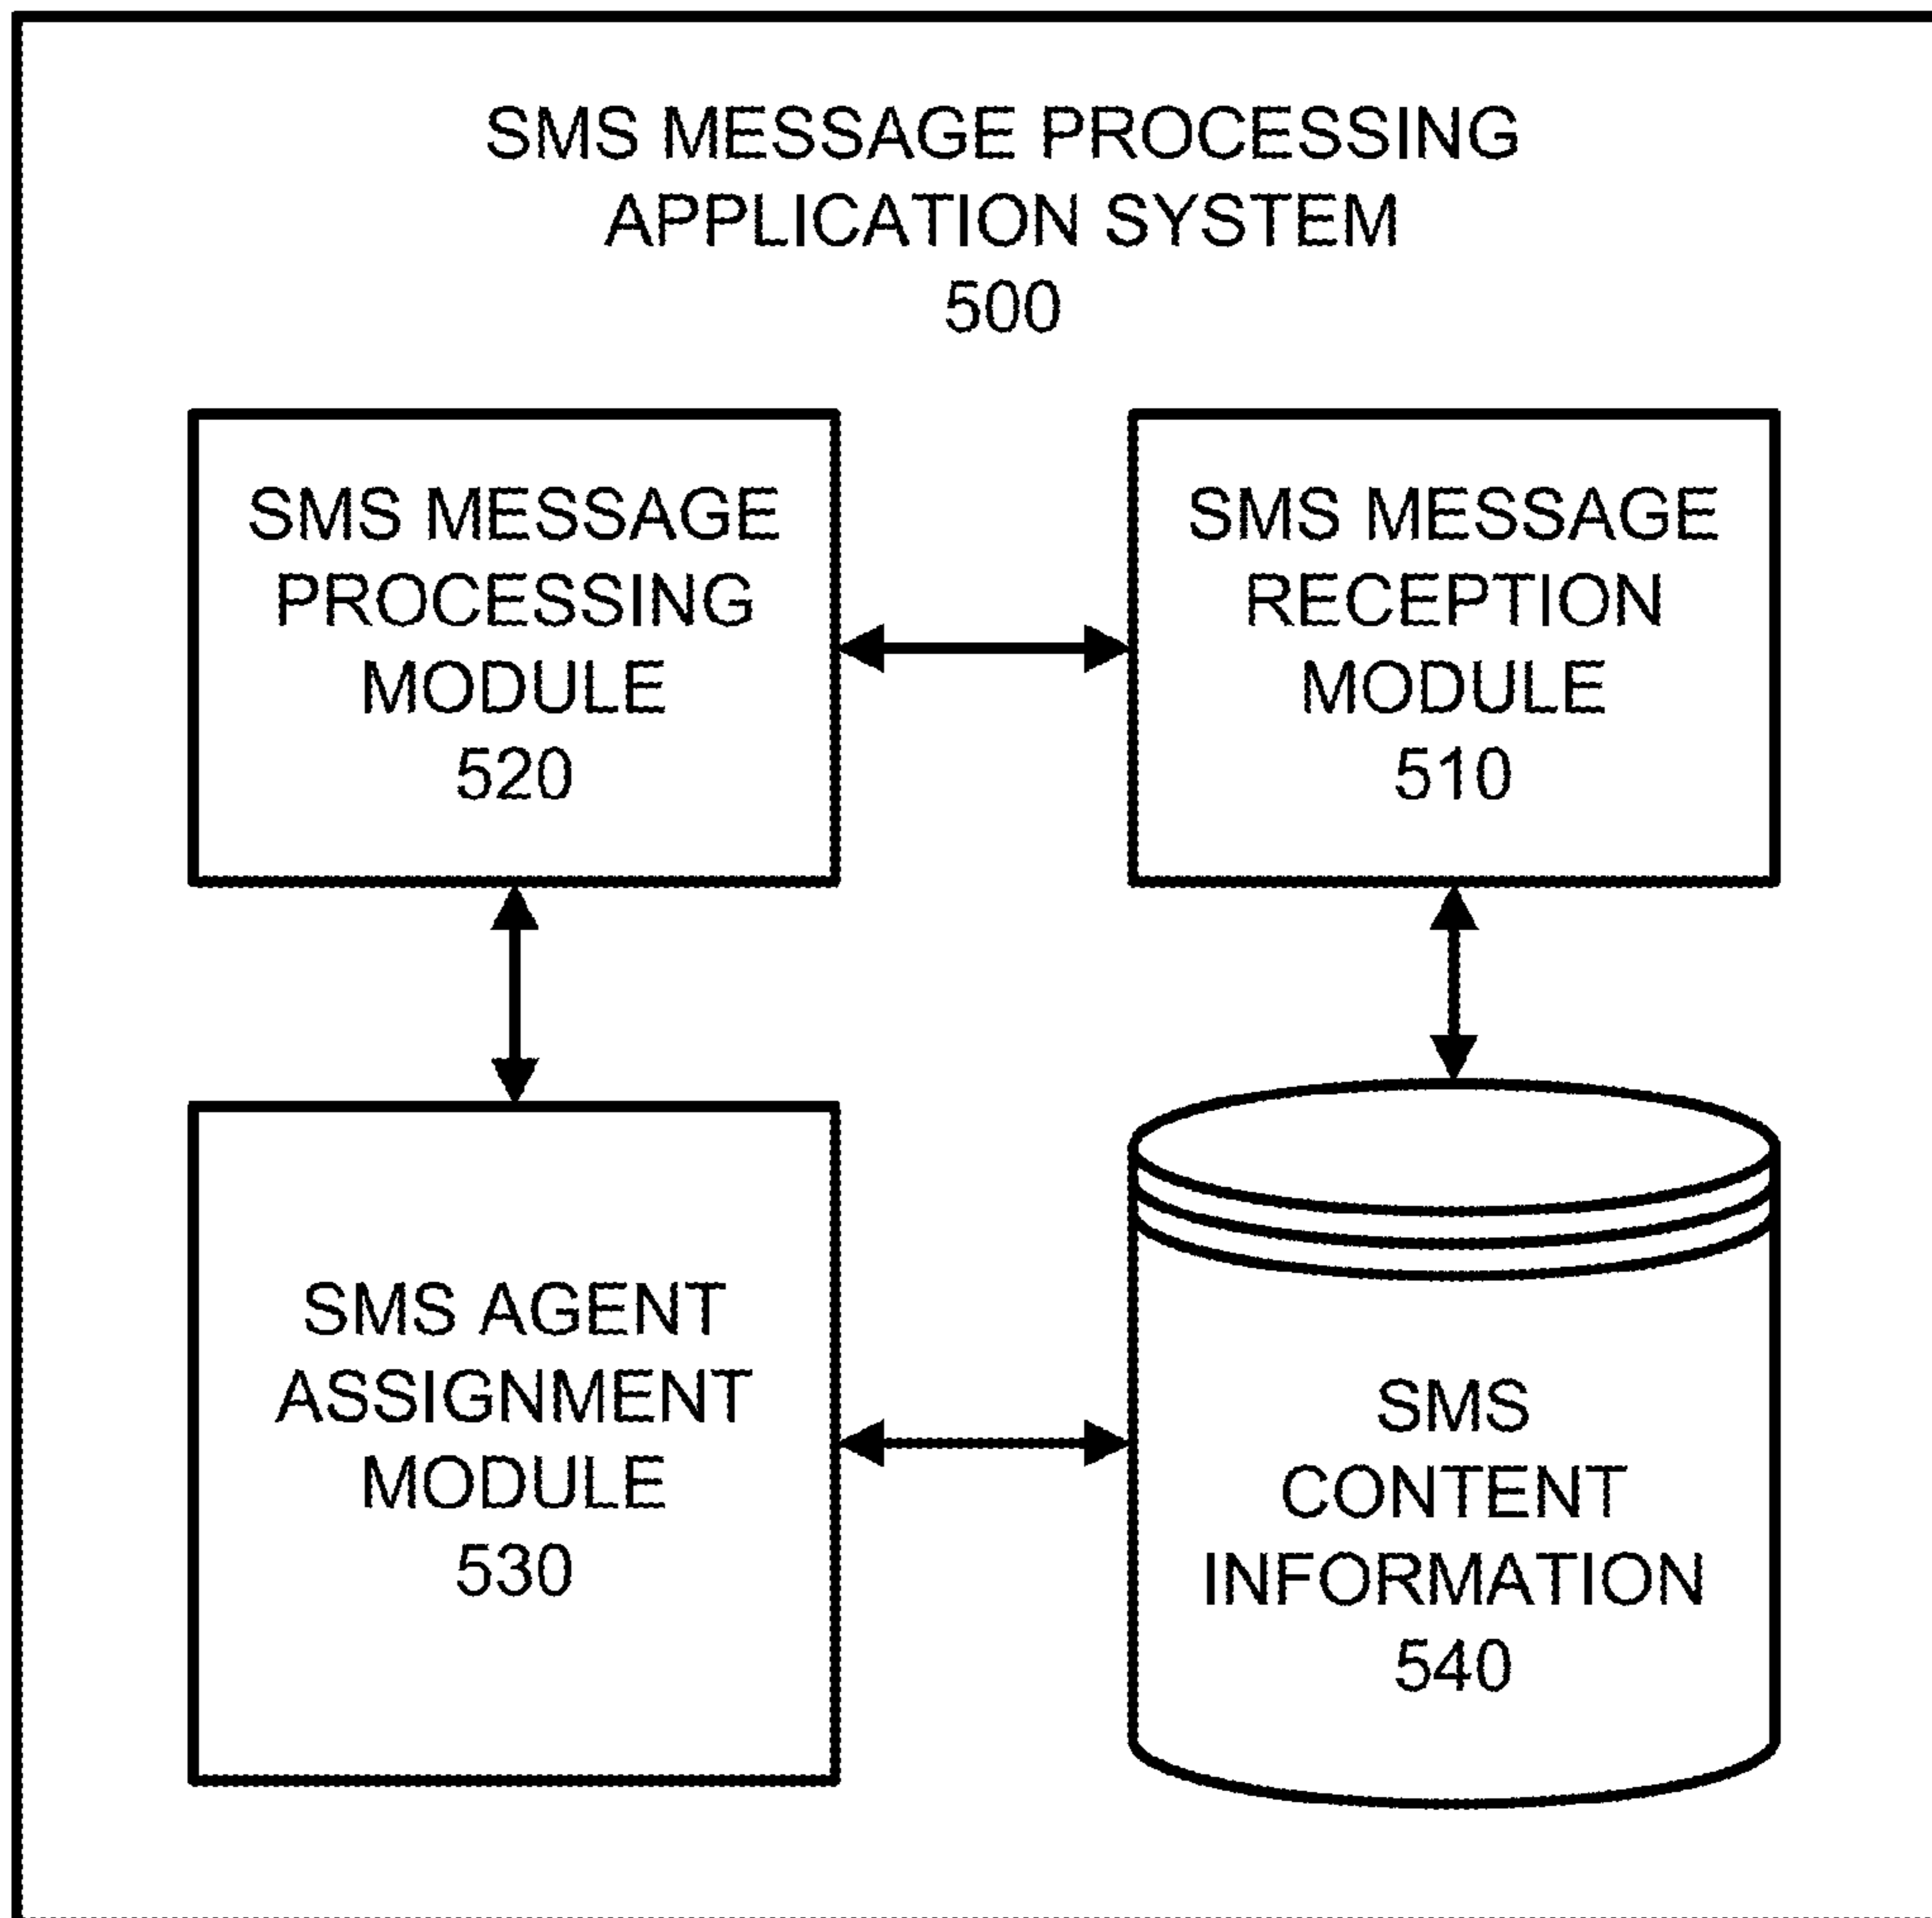 SMS MESSAGE PROCESSING
APPLICATION SYSTEM
500
SMS MESSAGE
PROCESSING
MODULE
520
SMS MESSAGE
RECEPTION
MODULE
510
SMS AGENT
ASSIGNMENT
MODULE
530
SMS
CONTENT
INFORMATION
540